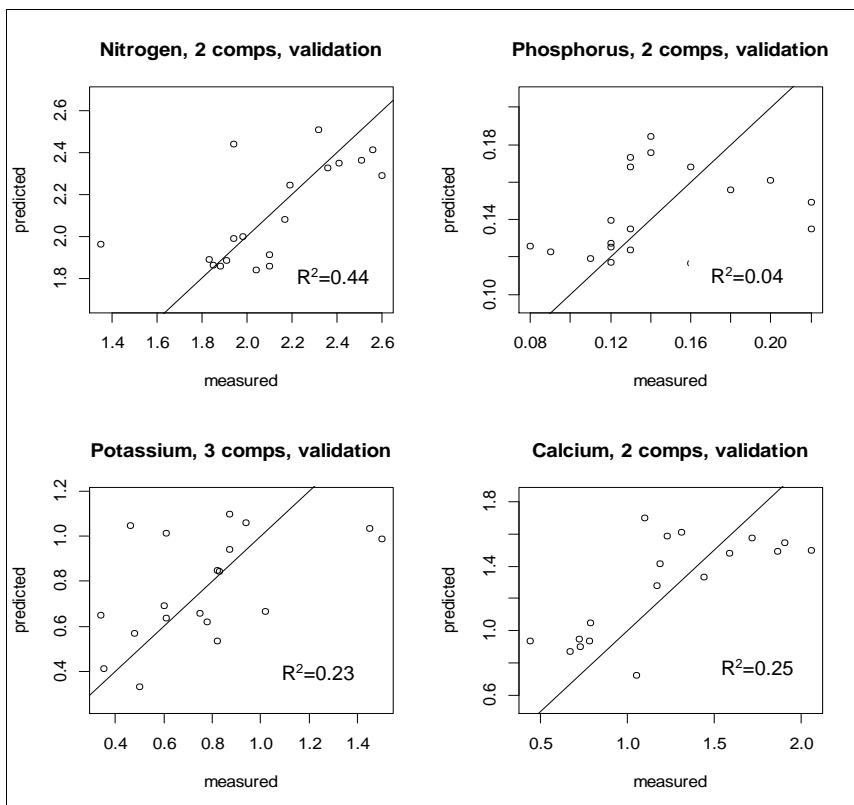 Nitrogen, 2 comps, validation
predicted
1.8 2.0 2.2 2.4 2.6
R²=0.44
1.4 1.6 1.8 2.0 2.2 2.4 2.6
measured
Phosphorus, 2 comps, validation
predicted
0.10 0.14 0.18
R²=0.04
0.08 0.12 0.16 0.20
measured
Potassium, 3 comps, validation
predicted
0.4 0.6 0.8 1.0 1.2
R²=0.23
0.4 0.6 0.8 1.0 1.2 1.4
measured
Calcium, 2 comps, validation
predicted
0.6 1.0 1.4 1.8
R²=0.25
0.5 1.0 1.5 2.0
measured